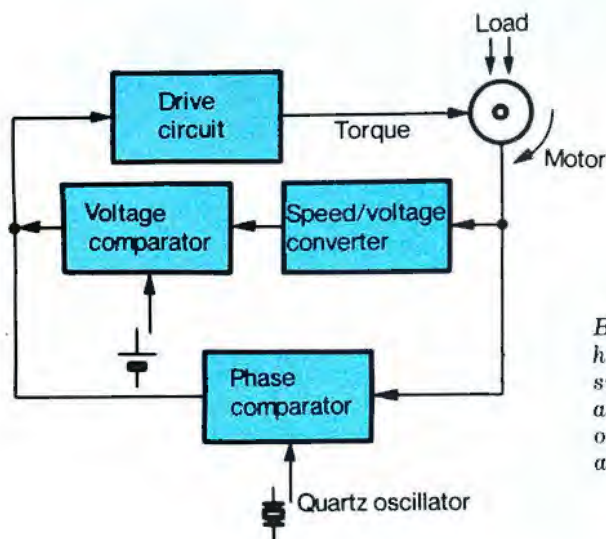 Load
Drive
circuit
Torque
Motor
Voltage
comparator
Speed/voltage
converter
Phase
comparator
Quartz oscillator